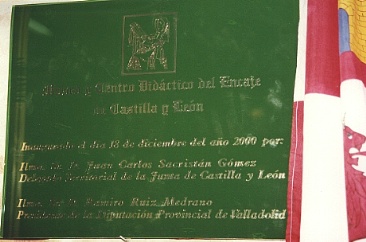 Museo y Centro Didáctico del Encaje
de Castilla y León
Inaugurado el día 18 de diciembre del año 2000 por:
Ilmo. Sr. D. Juan Carlos Sacristán Gómez
Delegado Territorial de la Junta de Castilla y León
Ilmo. Sr. D. Ramiro Ruiz Medrano
Presidente de la Diputación Provincial de Valladolid